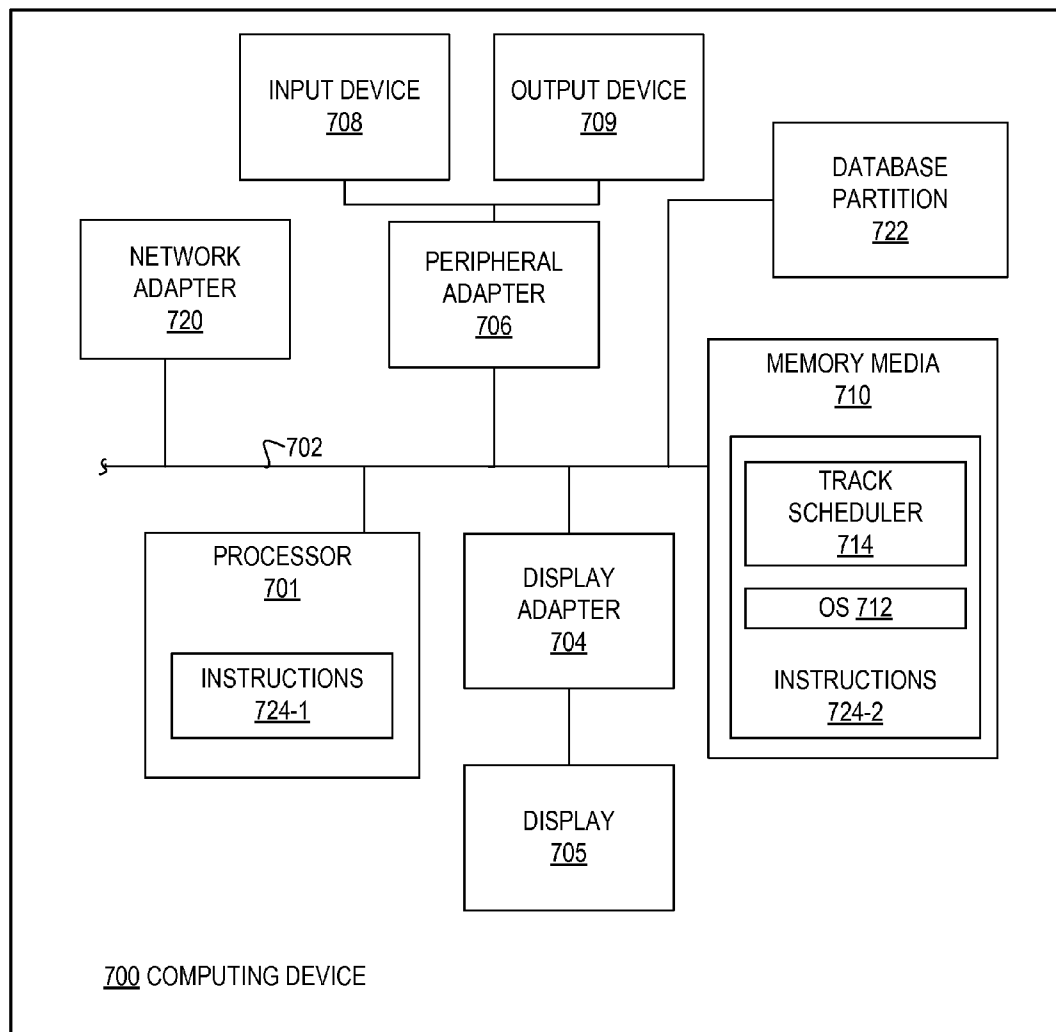 INPUT DEVICE
708
OUTPUT DEVICE
709
DATABASE
PARTITION
722
NETWORK
ADAPTER
720
PERIPHERAL
ADAPTER
706
MEMORY MEDIA
710
702
TRACK
SCHEDULER
714
OS 712
INSTRUCTIONS
724-2
PROCESSOR
701
INSTRUCTIONS
724-1
DISPLAY
ADAPTER
704
DISPLAY
705
700 COMPUTING DEVICE